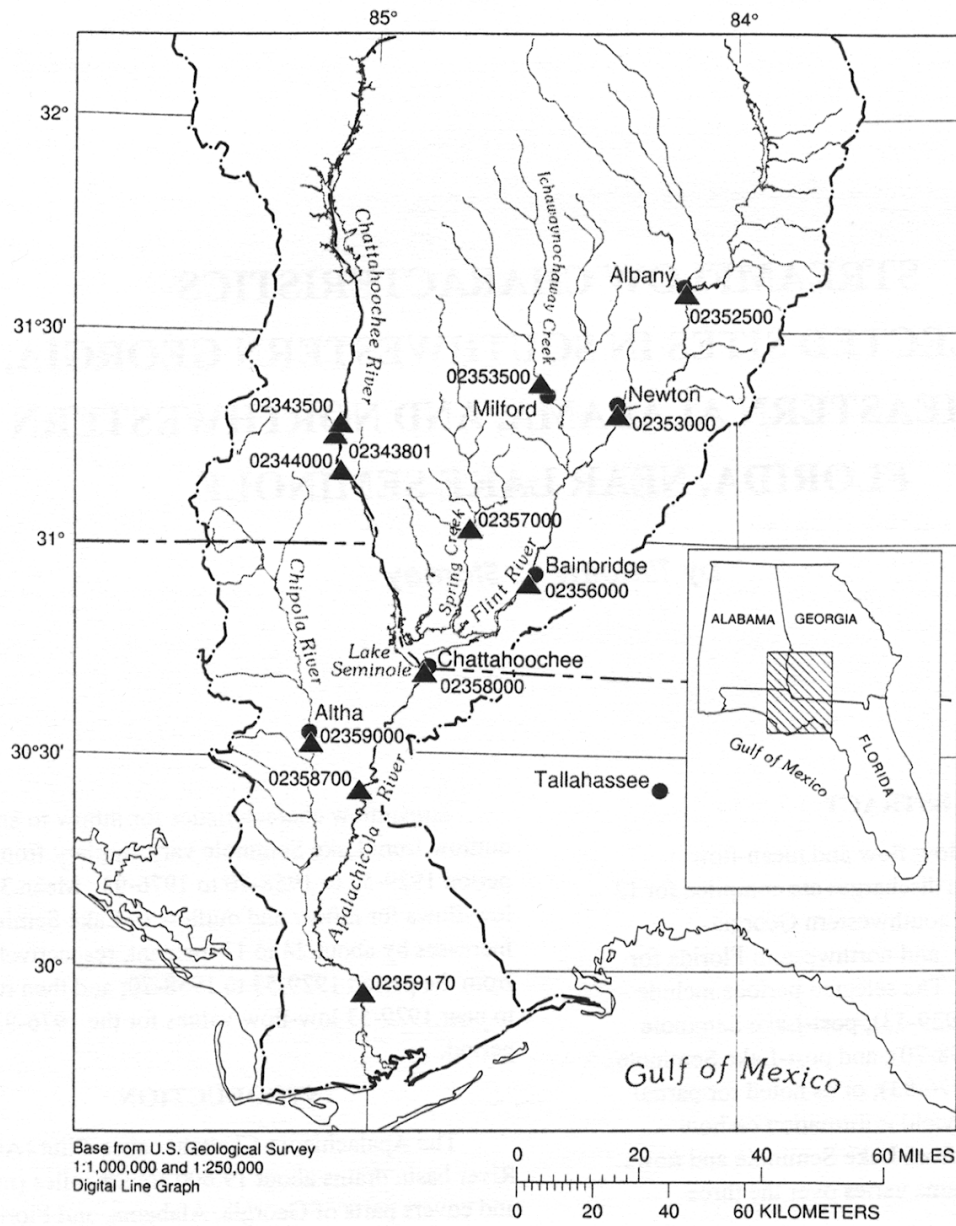 85°
84°
32°
31°30'
31°
30°30'
30°
Chattahoochee River
Ichawaynochaway Creek
Albany
02352500
02353500
Milford
Newton
02353000
02343500
02343801
02344000
02357000
Spring Creek
Flint River
Bainbridge
02356000
Chipola River
Lake
Seminole
Chattahoochee
02358000
Altha
02359000
02358700
Apalachicola River
Tallahassee
02359170
Gulf of Mexico
ALABAMA
GEORGIA
FLORIDA
Gulf of Mexico
Base from U.S. Geological Survey
1:1,000,000 and 1:250,000
Digital Line Graph
0 20 40 60 MILES
0 20 40 60 KILOMETERS